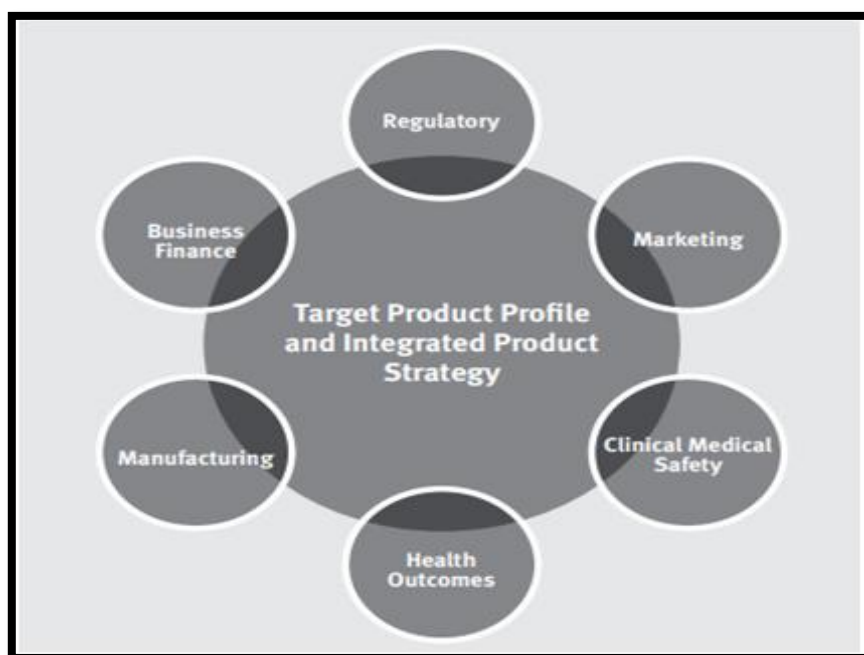 Regulatory
Business
Finance
Marketing
Target Product Profile
and Integrated Product
Strategy
Manufacturing
Clinical Medical
Safety
Health
Outcomes